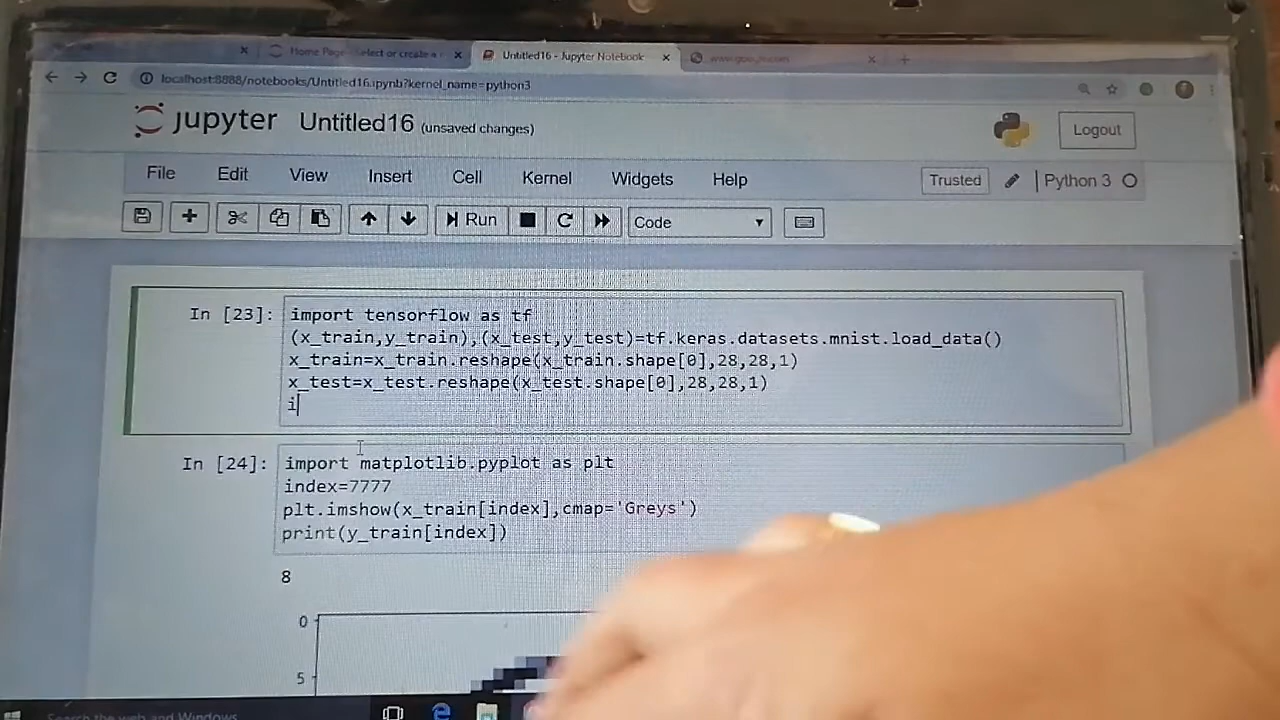 Home Page - Select or create a
Untitled16 - Jupyter Notebook
www.google.com
localhost:8888/notebooks/Untitled16.ipynb?kernel_name=python3
jupyter Untitled16 (unsaved changes)
Logout
File Edit View Insert Cell Kernel Widgets Help
Trusted
Python 3
Run
Code
In [23]:
import tensorflow as tf
(x_train,y_train),(x_test,y_test)=tf.keras.datasets.mnist.load_data()
x_train=x_train.reshape(x_train.shape[0],28,28,1)
x_test=x_test.reshape(x_test.shape[0],28,28,1)
i
In [24]:
import matplotlib.pyplot as plt
index=7777
plt.imshow(x_train[index],cmap='Greys')
print(y_train[index])
8
0
5
Search the web and Windows